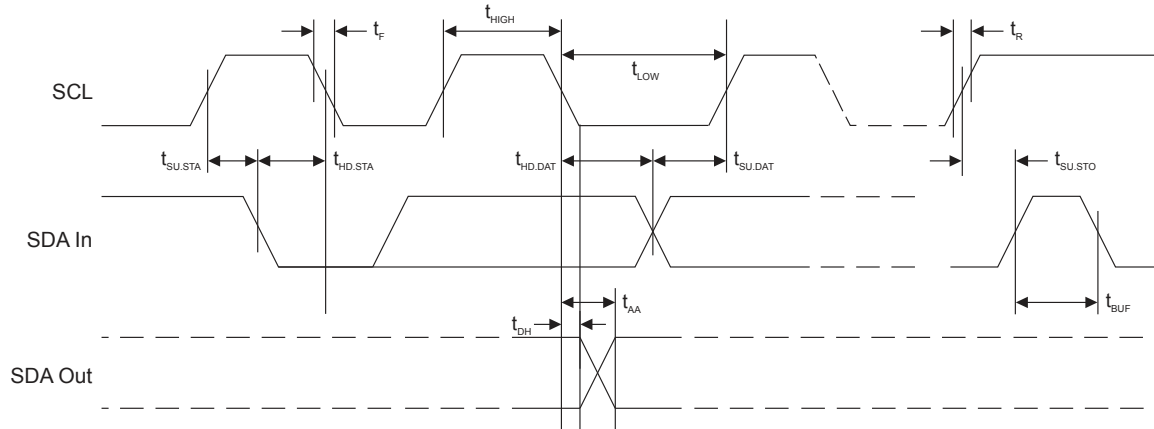 tHIGH
tF
tR
tLOW
SCL
tSU.STA
tHD.STA
tHD.DAT
tSU.DAT
tSU.STO
SDA In
tAA
tBUF
tDH
SDA Out